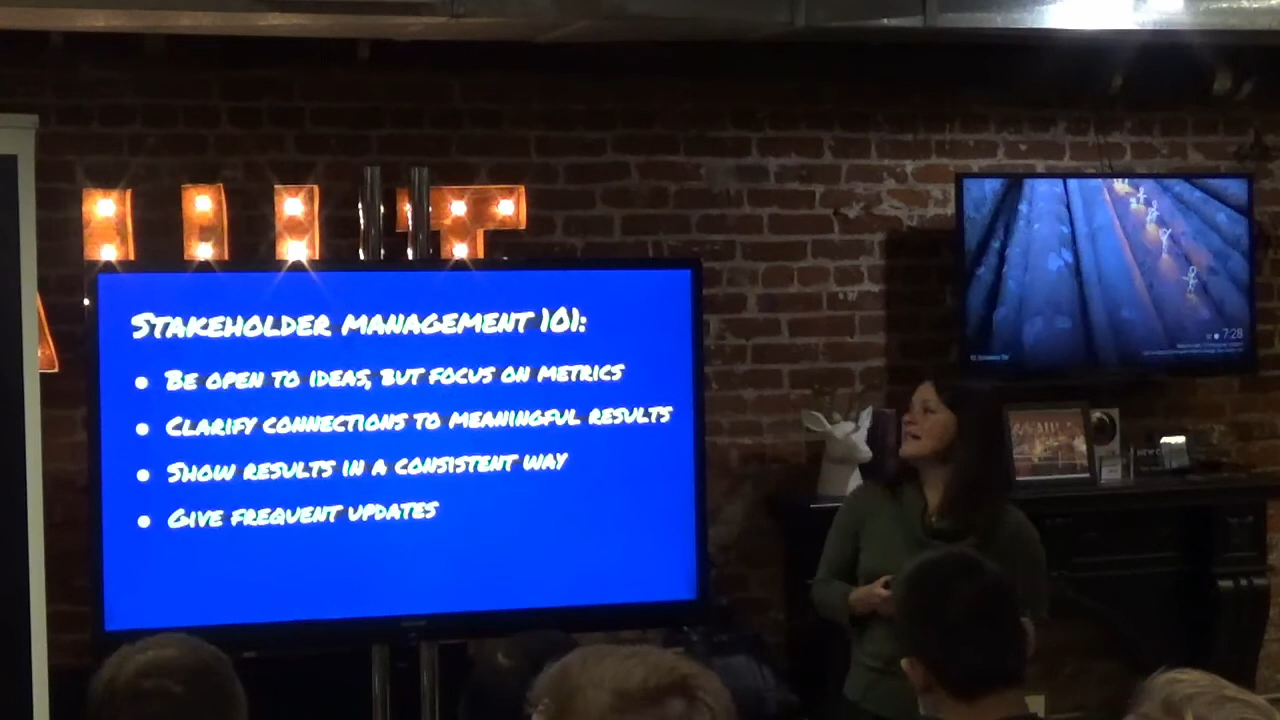 STAKEHOLDER MANAGEMENT 101:
• BE OPEN TO IDEAS, BUT FOCUS ON METRICS
• CLARIFY CONNECTIONS TO MEANINGFUL RESULTS
• SHOW RESULTS IN A CONSISTENT WAY
• GIVE FREQUENT UPDATES
7:28